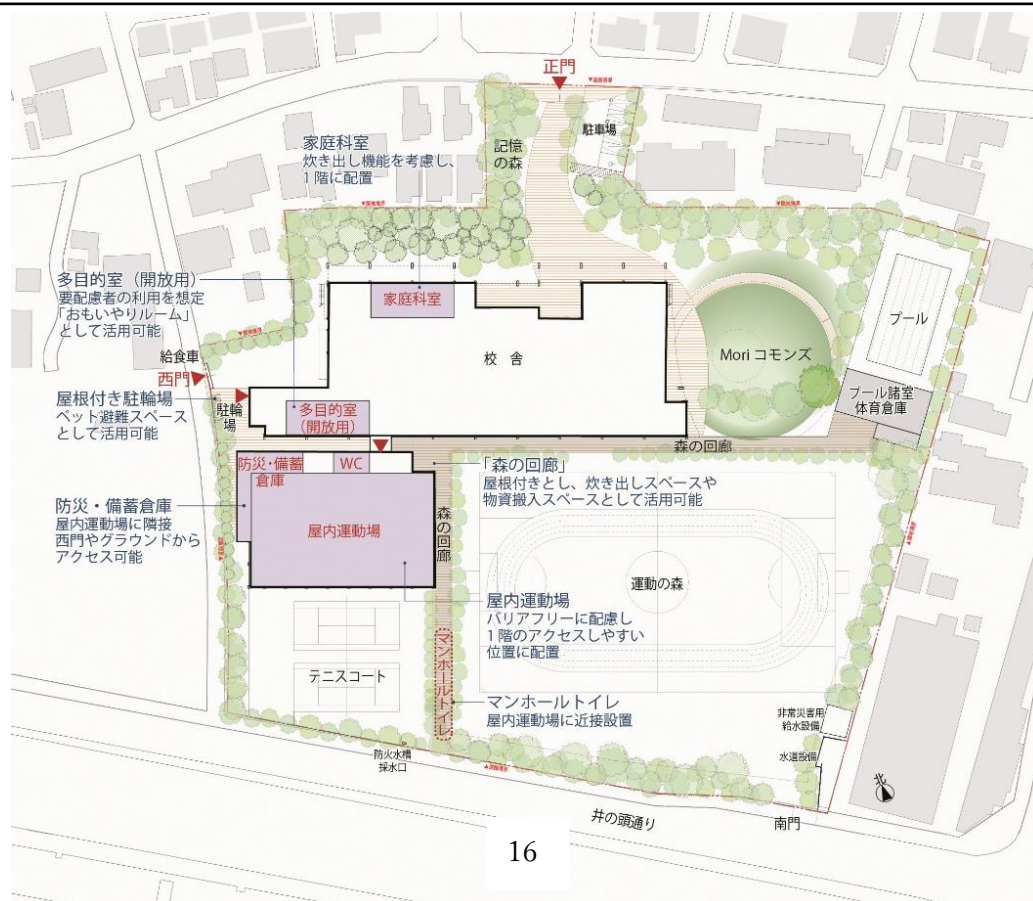 正門
駐車場
記憶
の森
家庭科室
炊き出し機能を考慮し、
1階に配置
多目的室（開放用）
要配慮者の利用を想定
「おもいやりルーム」
として活用可能
家庭科室
校 舎
Mori コモンズ
プール
給食車
西門
屋根付き駐輪場
ペット避難スペース
として活用可能
駐輪
場
多目的室
（開放用）
プール諸室
体育倉庫
森の回廊
防災・備蓄
倉庫
WC
「森の回廊」
屋根付きとし、炊き出しスペースや
物資搬入スペースとして活用可能
防災・備蓄倉庫
屋内運動場に隣接
西門やグラウンドから
アクセス可能
屋内運動場
森の回廊
運動の森
屋内運動場
バリアフリーに配慮し
1階のアクセスしやすい
位置に配置
テニスコート
マンホールトイレ
マンホールトイレ
屋内運動場に近接設置
非常災害用
給水設備
水道設備
防火水槽
採水口
北
井の頭通り
南門
16